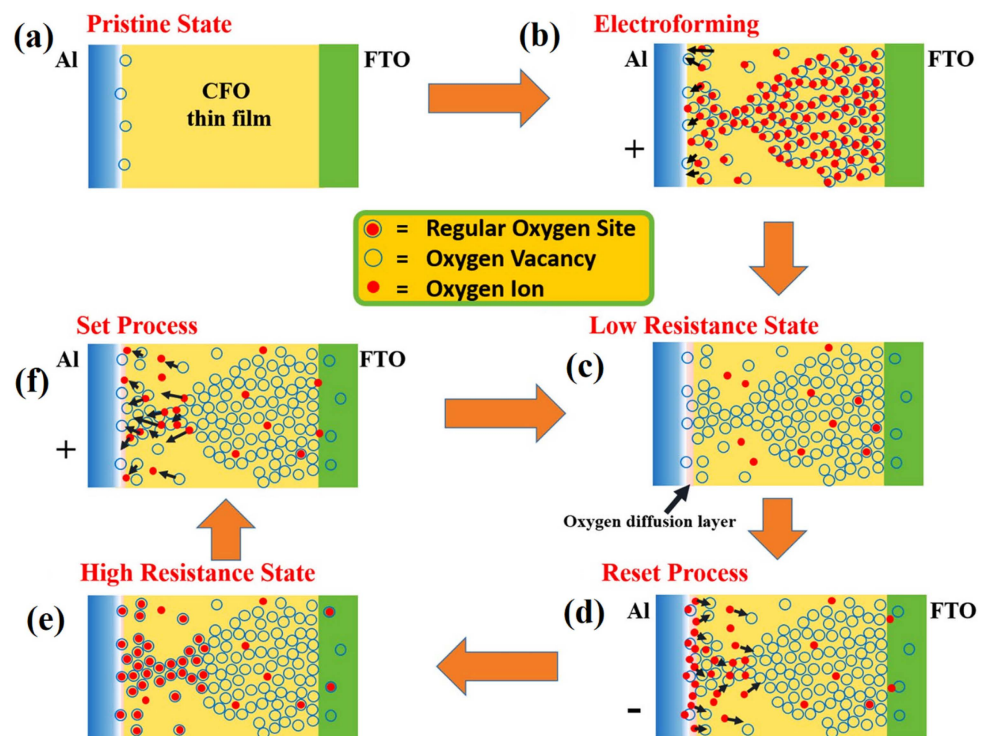 (a)
Pristine State
Al
FTO
CFO
thin film
(b)
Electroforming
Al
FTO
+
= Regular Oxygen Site
= Oxygen Vacancy
= Oxygen Ion
Set Process
Al
FTO
(f)
+
Low Resistance State
(c)
Oxygen diffusion layer
High Resistance State
(e)
Reset Process
Al
FTO
(d)
-